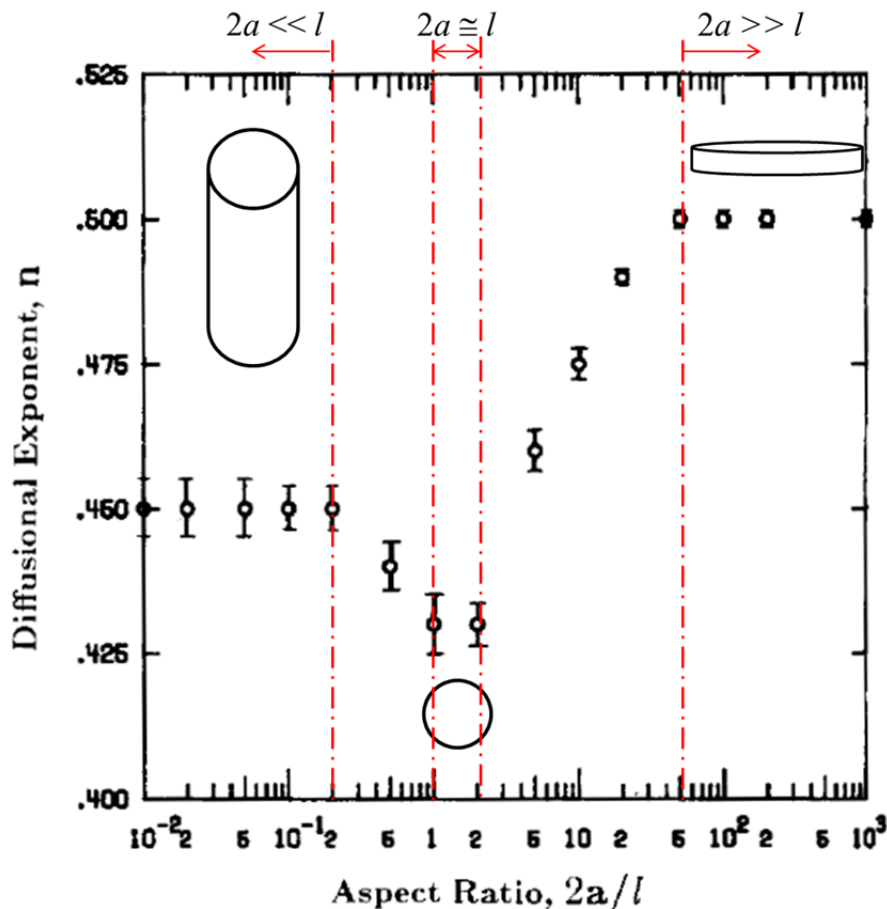 2a << l
2a ≅ l
2a >> l
.525
.500
.475
.450
.425
.400
Diffusional Exponent, n
10⁻² 2 5 10⁻¹ 2 5 1 2 5 10 2 5 10² 2 5 10³
Aspect Ratio, 2a/l